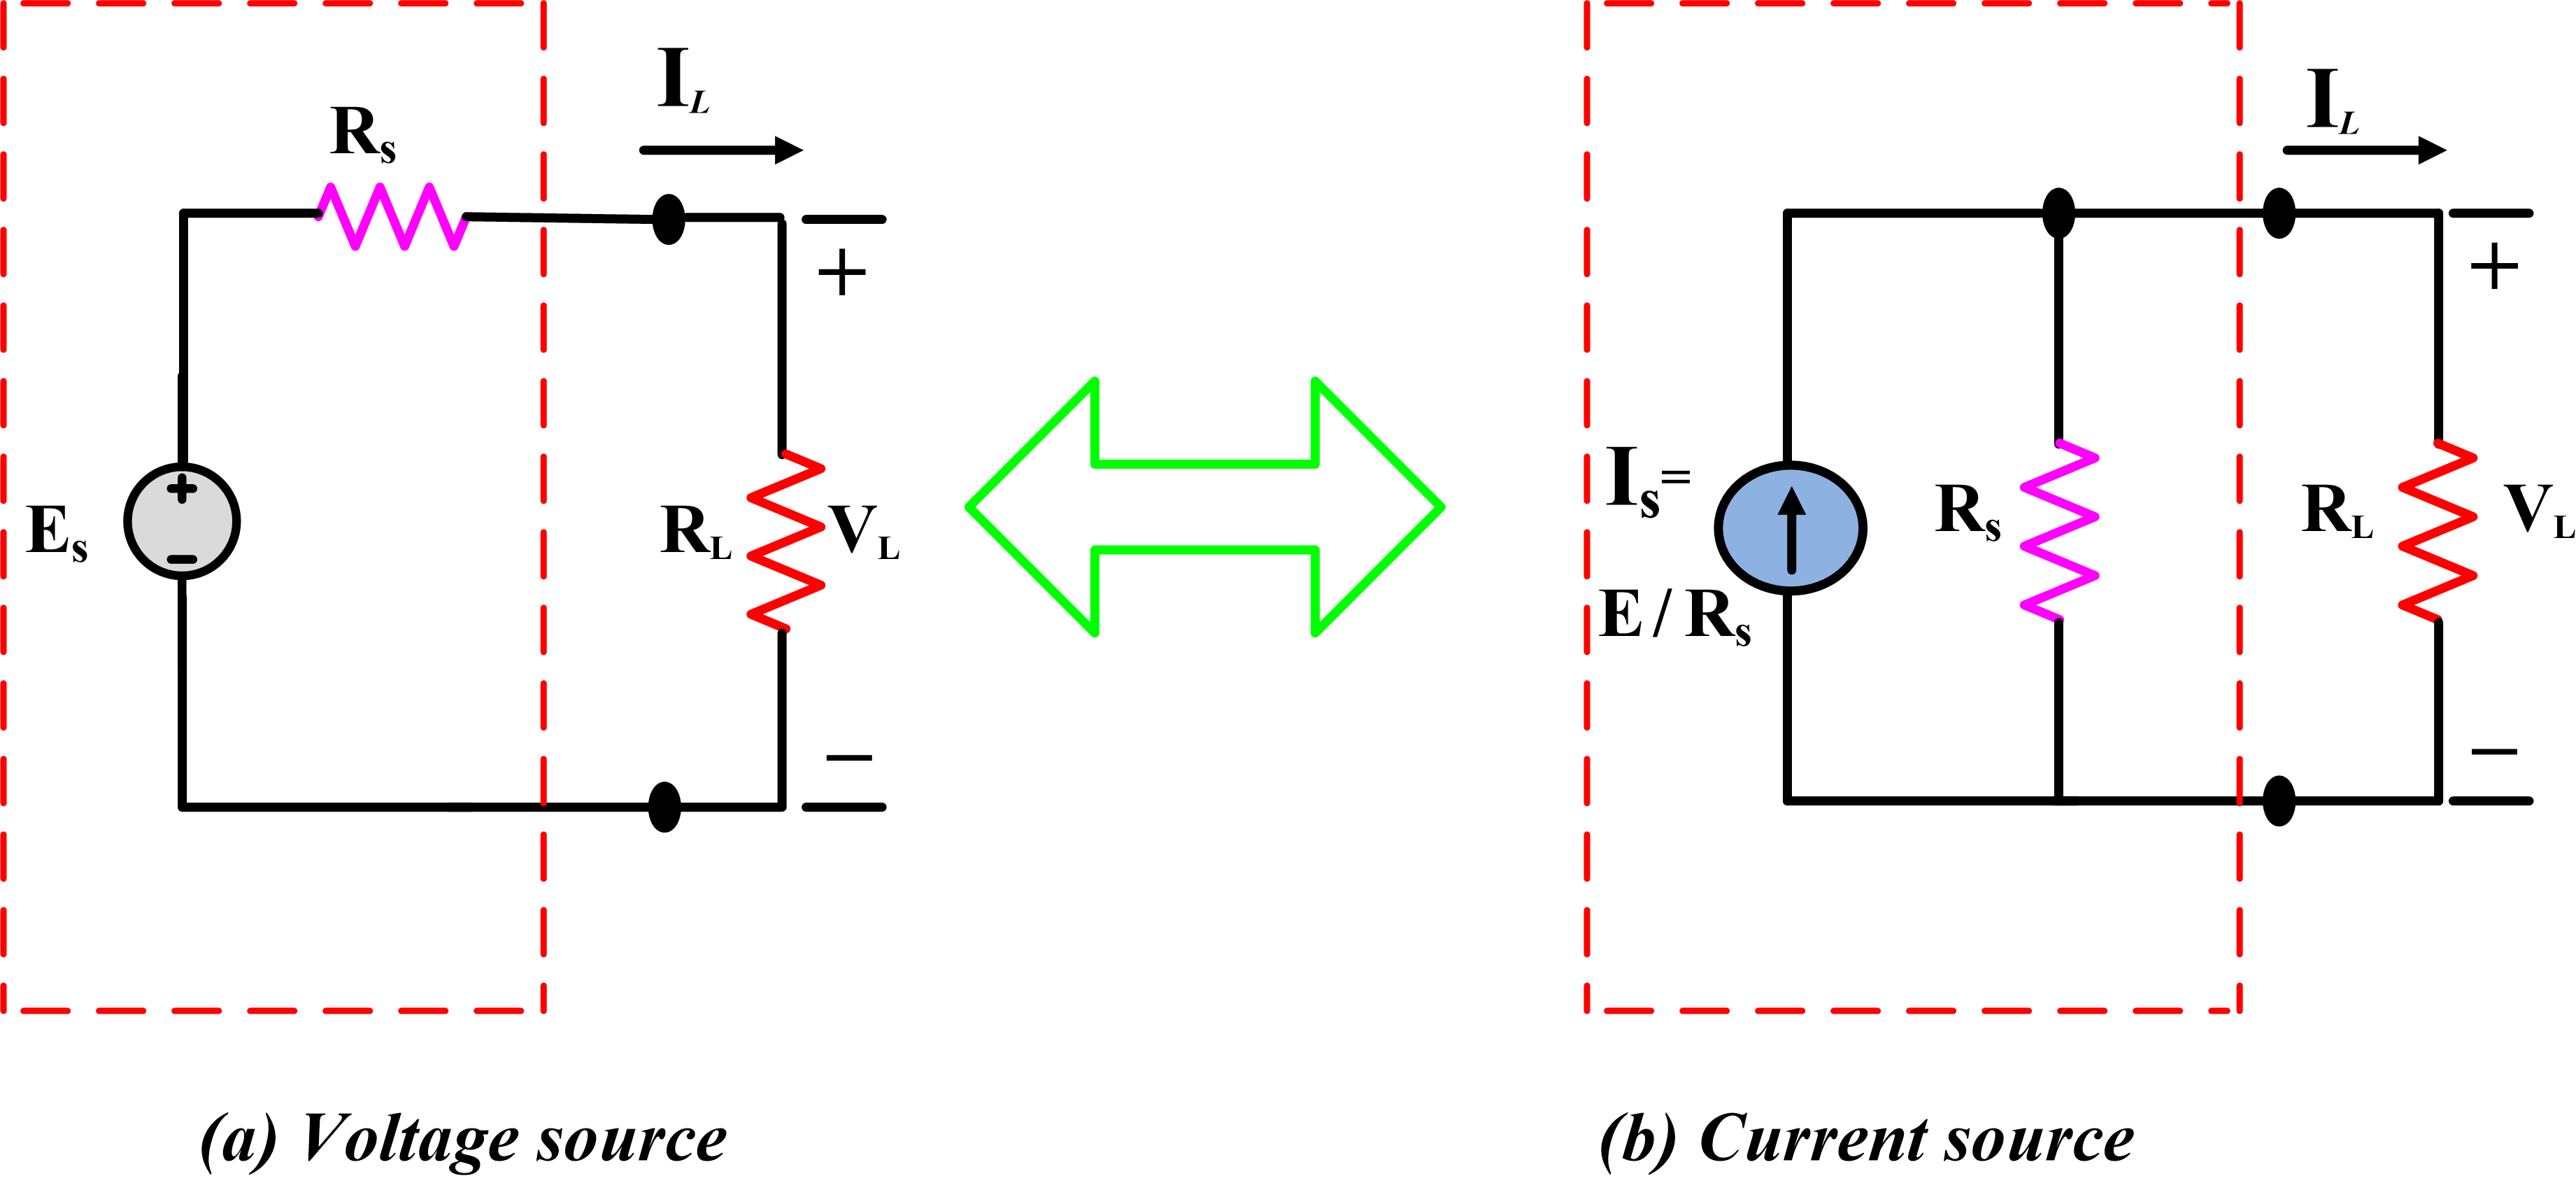 I_L
R_s
+
E_s
+
−
R_L
V_L
−
(a) Voltage source
I_L
+
I_s=
E / R_s
R_s
R_L
V_L
−
(b) Current source